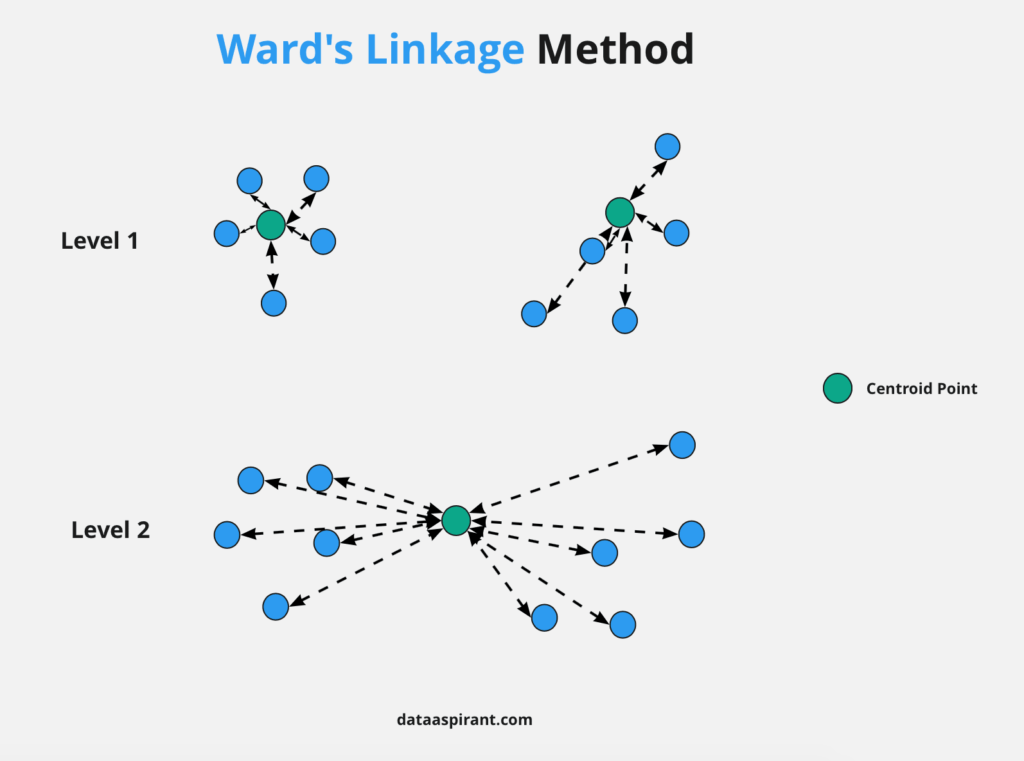 Ward's Linkage Method
Level 1
Centroid Point
Level 2
dataaspirant.com